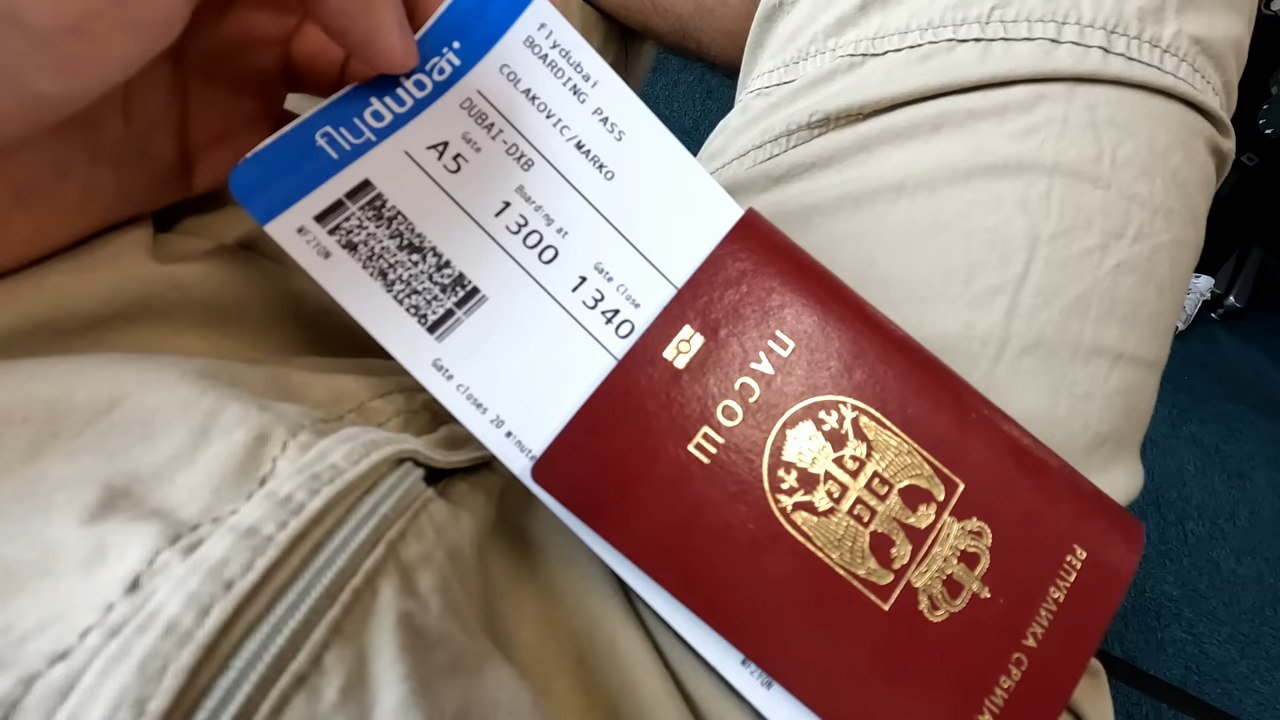 flydubai
flydubai
BOARDING PASS
COLAKOVIC/MARKO
DUBAI-DXB
Gate
A5
Boarding at
1300
Gate Close
1340
Gate closes 20 minute
ПАСОШ
РЕПУБЛИКА СРБИЈА